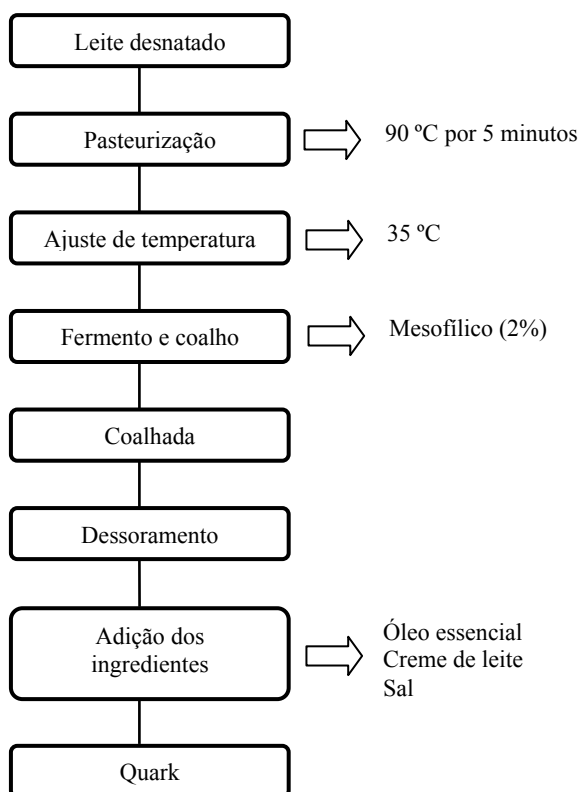 Leite desnatado
Pasteurização
90 ºC por 5 minutos
Ajuste de temperatura
35 ºC
Fermento e coalho
Mesofílico (2%)
Coalhada
Dessoramento
Adição dos
ingredientes
Óleo essencial
Creme de leite
Sal
Quark